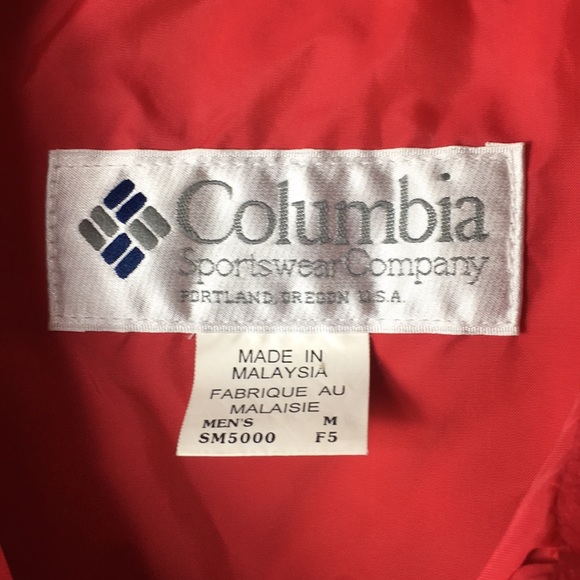 Columbia
Sportswear Company
PORTLAND, OREGON U.S.A.
MADE IN
MALAYSIA
FABRIQUE AU
MALAISIE
MEN'S M
SM5000 F5